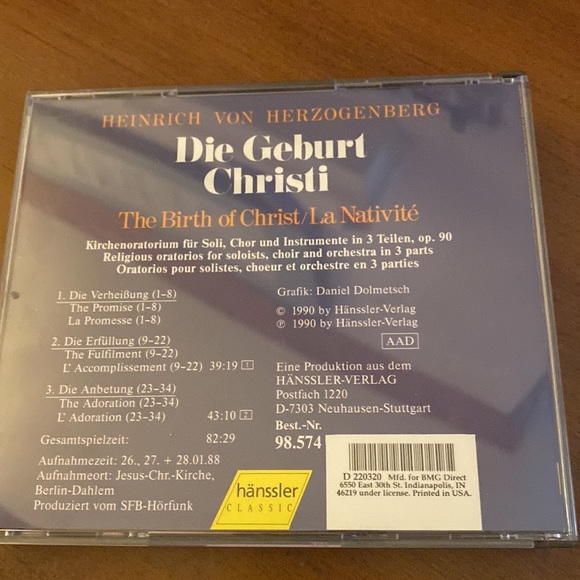 HEINRICH VON HERZOGENBERG
Die Geburt
Christi
The Birth of Christ/La Nativité
Kirchenoratorium für Soli, Chor und Instrumente in 3 Teilen, op. 90
Religious oratorios for soloists, choir and orchestra in 3 parts
Oratorios pour solistes, choeur et orchestre en 3 parties
1. Die Verheißung (1-8)
The Promise (1-8)
La Promesse (1-8)
2. Die Erfüllung (9-22)
The Fulfilment (9-22)
L'Accomplissement (9-22) 39:19 1
3. Die Anbetung (23-34)
The Adoration (23-34)
L'Adoration (23-34) 43:10 2
Gesamtspielzeit: 82:29
Aufnahmezeit: 26., 27. + 28.01.88
Aufnahmeort: Jesus-Chr.-Kirche,
Berlin-Dahlem
Produziert vom SFB-Hörfunk
hänssler
CLASSIC
Grafik: Daniel Dolmetsch
© 1990 by Hänssler-Verlag
℗ 1990 by Hänssler-Verlag
AAD
Eine Produktion aus dem
HÄNSSLER-VERLAG
Postfach 1220
D-7303 Neuhausen-Stuttgart
Best.-Nr.
98.574
D 220320 Mfd. for BMG Direct
6550 East 30th St. Indianapolis, IN
46219 under license. Printed in USA.